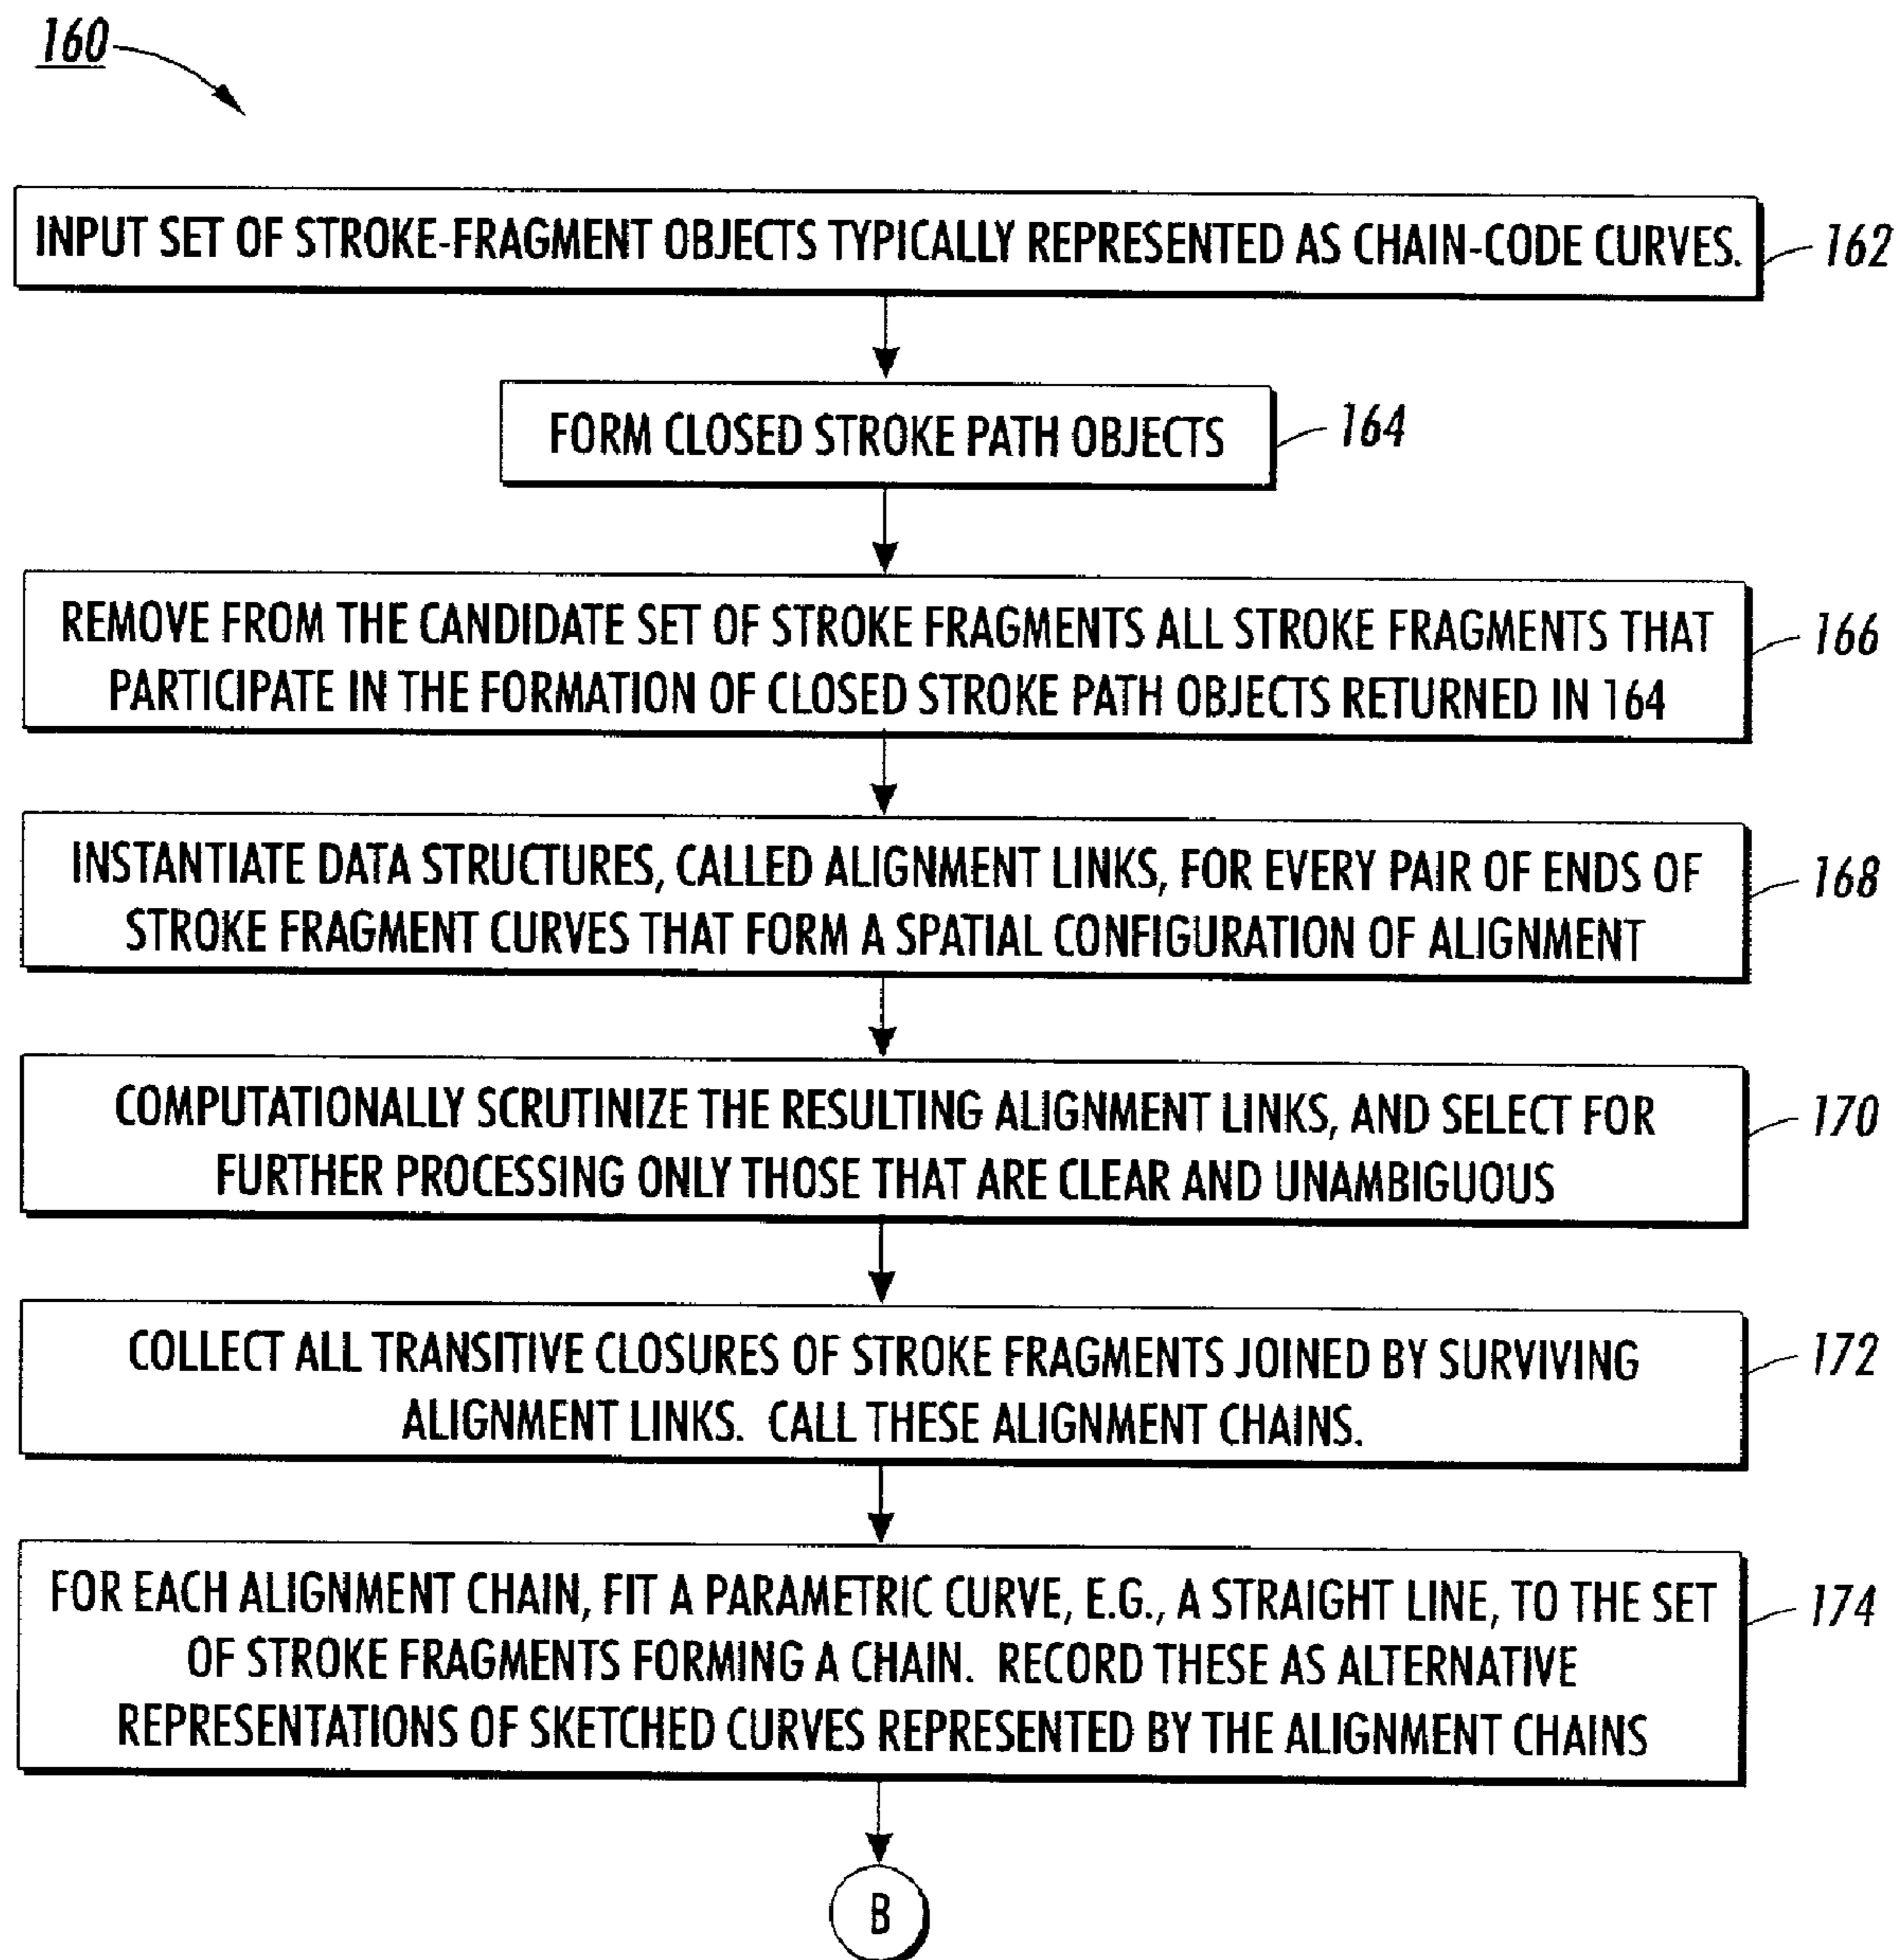 160
INPUT SET OF STROKE-FRAGMENT OBJECTS TYPICALLY REPRESENTED AS CHAIN-CODE CURVES.
162
FORM CLOSED STROKE PATH OBJECTS
164
REMOVE FROM THE CANDIDATE SET OF STROKE FRAGMENTS ALL STROKE FRAGMENTS THAT
PARTICIPATE IN THE FORMATION OF CLOSED STROKE PATH OBJECTS RETURNED IN 164
166
INSTANTIATE DATA STRUCTURES, CALLED ALIGNMENT LINKS, FOR EVERY PAIR OF ENDS OF
STROKE FRAGMENT CURVES THAT FORM A SPATIAL CONFIGURATION OF ALIGNMENT
168
COMPUTATIONALLY SCRUTINIZE THE RESULTING ALIGNMENT LINKS, AND SELECT FOR
FURTHER PROCESSING ONLY THOSE THAT ARE CLEAR AND UNAMBIGUOUS
170
COLLECT ALL TRANSITIVE CLOSURES OF STROKE FRAGMENTS JOINED BY SURVIVING
ALIGNMENT LINKS. CALL THESE ALIGNMENT CHAINS.
172
FOR EACH ALIGNMENT CHAIN, FIT A PARAMETRIC CURVE, E.G., A STRAIGHT LINE, TO THE SET
OF STROKE FRAGMENTS FORMING A CHAIN. RECORD THESE AS ALTERNATIVE
REPRESENTATIONS OF SKETCHED CURVES REPRESENTED BY THE ALIGNMENT CHAINS
174
B